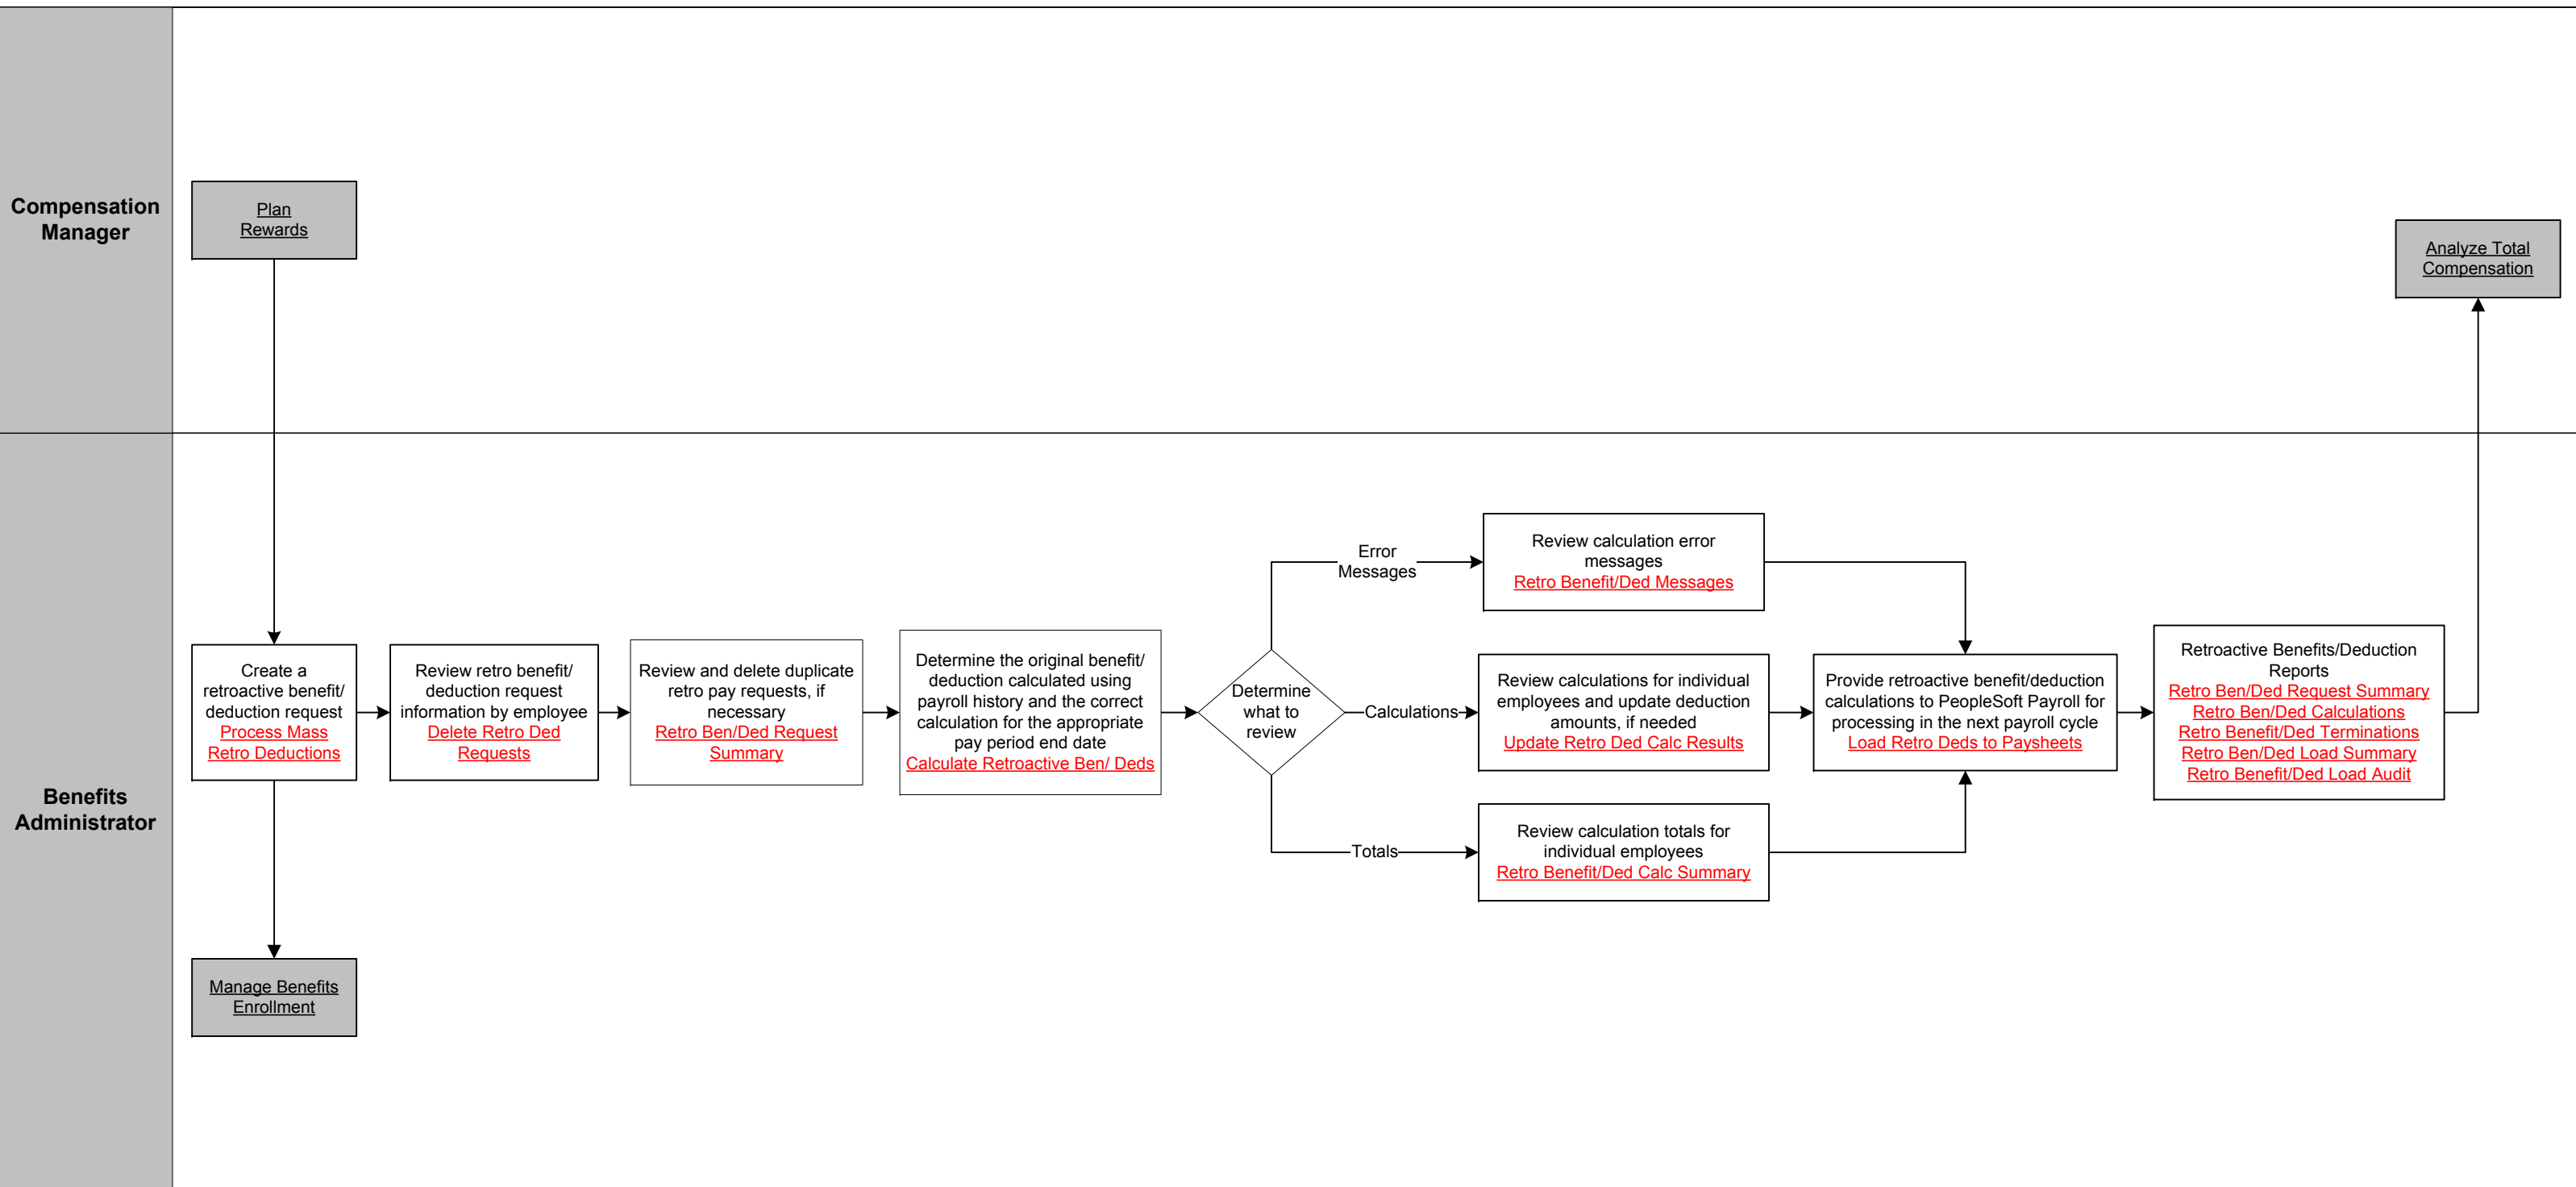 Compensation
Manager
Plan
Rewards
Analyze Total
Compensation
Benefits
Administrator
Create a
retroactive benefit/
deduction request
Process Mass
Retro Deductions
Review retro benefit/
deduction request
information by employee
Delete Retro Ded
Requests
Review and delete duplicate
retro pay requests, if
necessary
Retro Ben/Ded Request
Summary
Determine the original benefit/
deduction calculated using
payroll history and the correct
calculation for the appropriate
pay period end date
Calculate Retroactive Ben/ Deds
Determine
what to
review
Error
Messages
Review calculation error
messages
Retro Benefit/Ded Messages
Calculations
Review calculations for individual
employees and update deduction
amounts, if needed
Update Retro Ded Calc Results
Totals
Review calculation totals for
individual employees
Retro Benefit/Ded Calc Summary
Provide retroactive benefit/deduction
calculations to PeopleSoft Payroll for
processing in the next payroll cycle
Load Retro Deds to Paysheets
Retroactive Benefits/Deduction
Reports
Retro Ben/Ded Request Summary
Retro Ben/Ded Calculations
Retro Benefit/Ded Terminations
Retro Ben/Ded Load Summary
Retro Benefit/Ded Load Audit
Manage Benefits
Enrollment